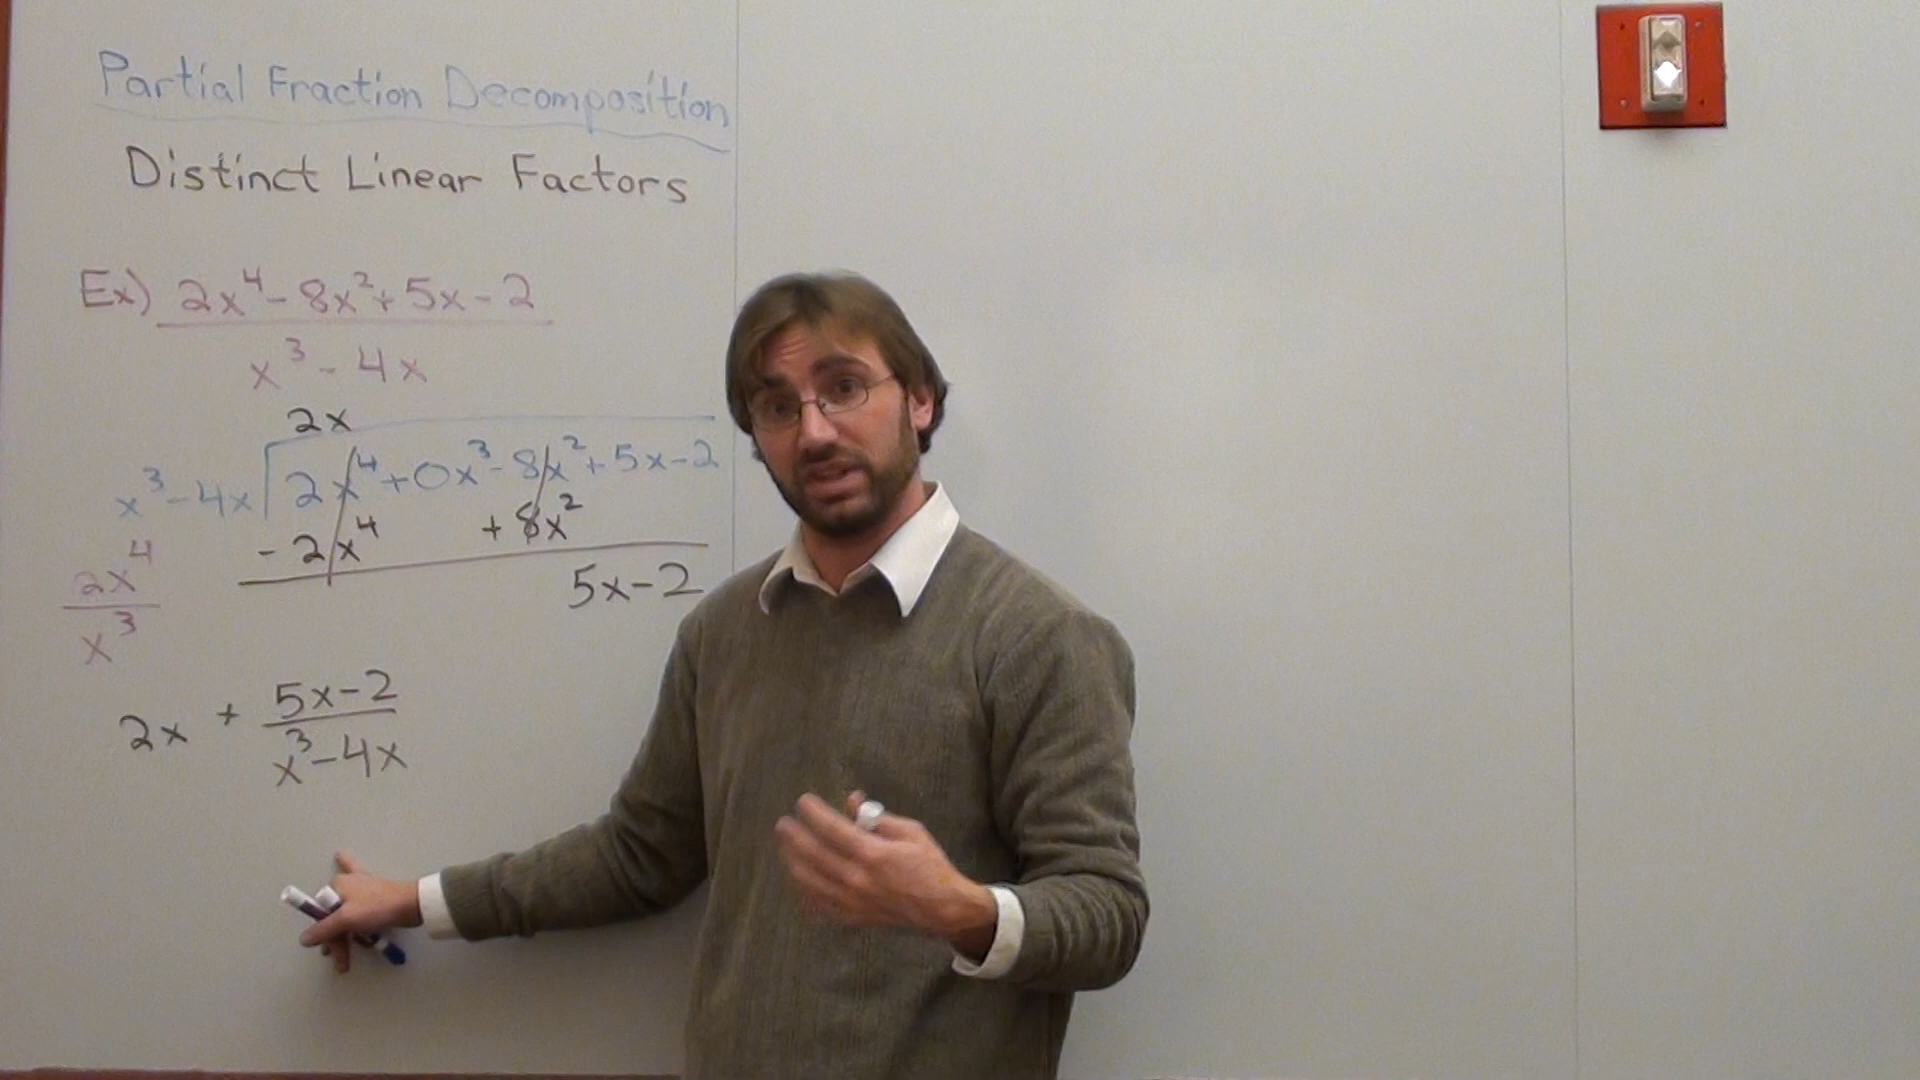 Partial Fraction Decomposition
Distinct Linear Factors
Ex) 2x⁴ - 8x² + 5x - 2
x³ - 4x
2x
x³ - 4x 2x⁴ + 0x³ - 8x² + 5x - 2
- 2x⁴ + 8x²
5x - 2
2x⁴
x³
2x + 5x - 2
x³ - 4x